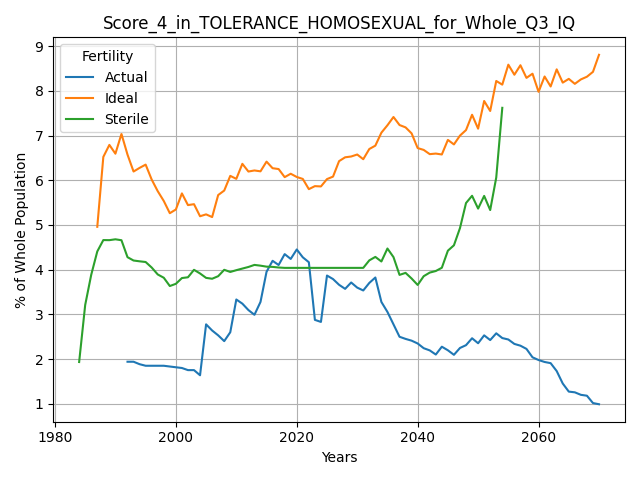 Score_4_in_TOLERANCE_HOMOSEXUAL_for_Whole_Q3_IQ
Fertility
Actual
Ideal
Sterile
% of Whole Population
9
8
7
6
5
4
3
2
1
1980 2000 2020 2040 2060
Years